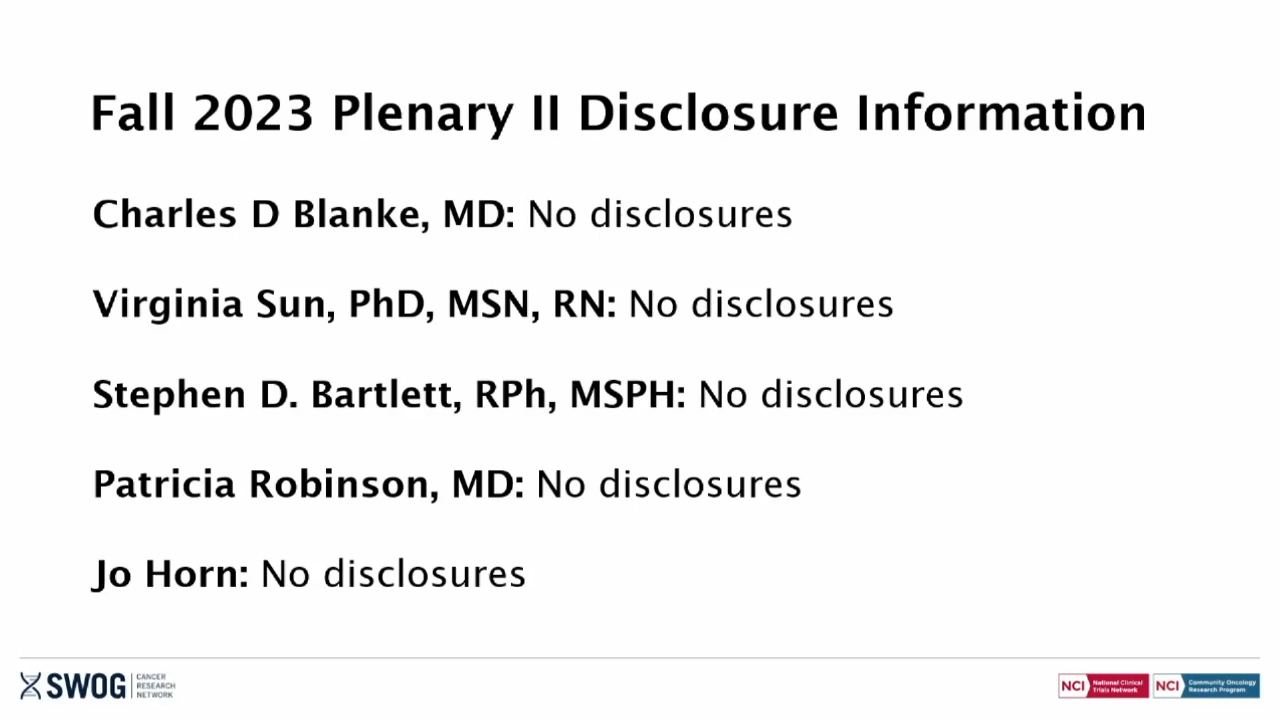 Fall 2023 Plenary II Disclosure Information
Charles D Blanke, MD: No disclosures
Virginia Sun, PhD, MSN, RN: No disclosures
Stephen D. Bartlett, RPh, MSPH: No disclosures
Patricia Robinson, MD: No disclosures
Jo Horn: No disclosures
SWOG
CANCER
RESEARCH
NETWORK
NCI
National Clinical
Trials Network
NCI
Community Oncology
Research Program